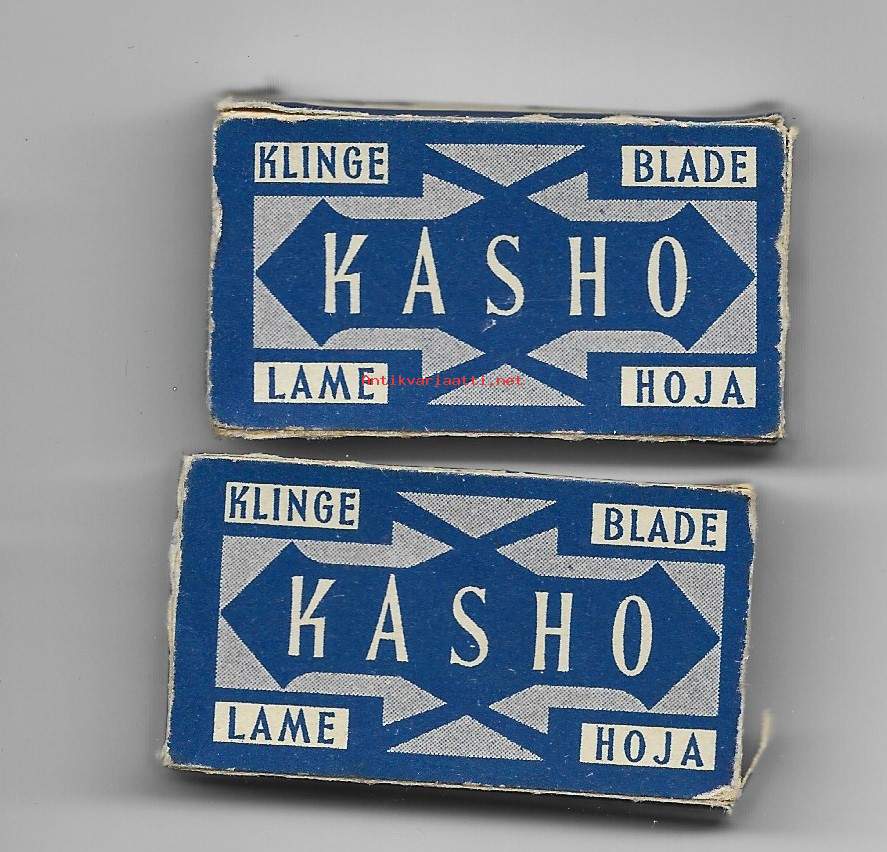 KLINGE BLADE
KASHO
LAME HOJA
Antikvariaatti.net
KLINGE BLADE
KASHO
LAME HOJA